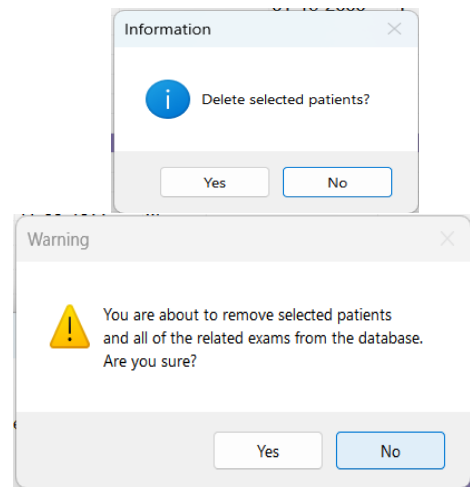 Information
Delete selected patients?
Yes No
Warning
You are about to remove selected patients
and all of the related exams from the database.
Are you sure?
Yes No